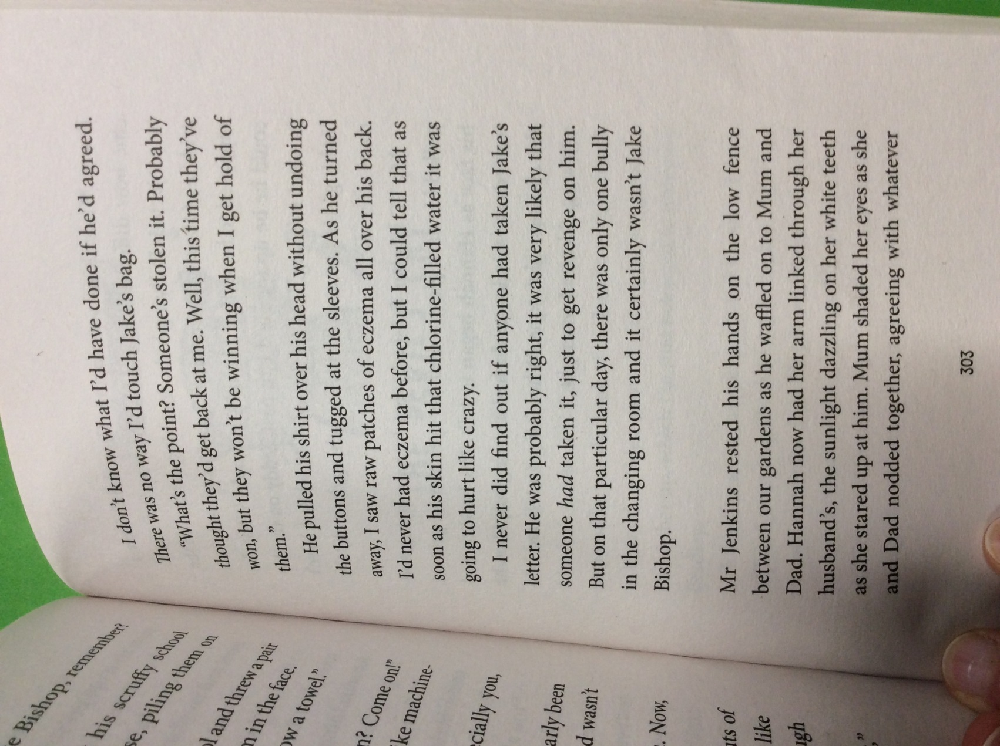 e Bishop, remember?
his scruffy school
se, piling them on
and threw a pair
in the face.
ow a towel.”
n? Come on!”
ke machine-
cially you,
arly been
d wasn't
. Now,
uts of
like
ugh
”
I don't know what I'd have done if he'd agreed.
There was no way I'd touch Jake's bag.
“What's the point? Someone's stolen it. Probably
thought they'd get back at me. Well, this time they've
won, but they won't be winning when I get hold of
them.”
He pulled his shirt over his head without undoing
the buttons and tugged at the sleeves. As he turned
away, I saw raw patches of eczema all over his back.
I'd never had eczema before, but I could tell that as
soon as his skin hit that chlorine-filled water it was
going to hurt like crazy.
I never did find out if anyone had taken Jake's
letter. He was probably right, it was very likely that
someone had taken it, just to get revenge on him.
But on that particular day, there was only one bully
in the changing room and it certainly wasn't Jake
Bishop.
Mr Jenkins rested his hands on the low fence
between our gardens as he waffled on to Mum and
Dad. Hannah now had her arm linked through her
husband's, the sunlight dazzling on her white teeth
as she stared up at him. Mum shaded her eyes as she
and Dad nodded together, agreeing with whatever
303